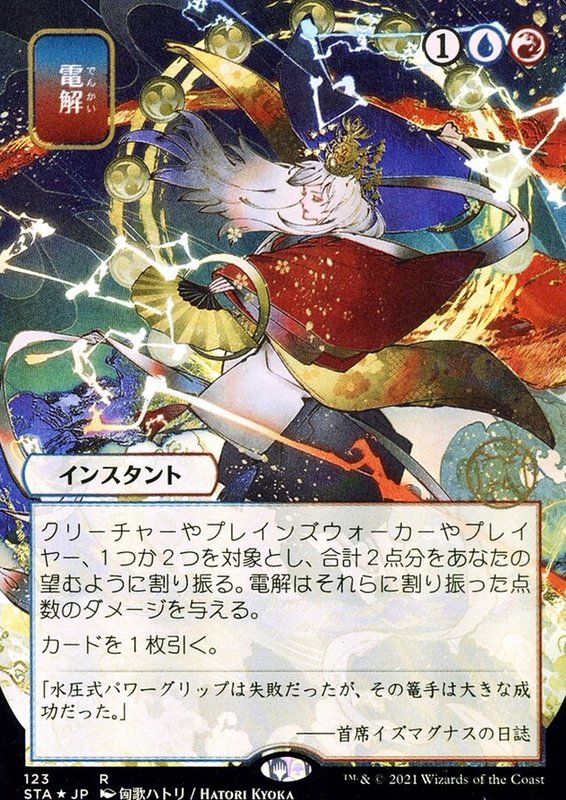 1
電解
でんかい
インスタント
クリーチャーやプレインズウォーカーやプレイ
ヤー、1つか2つを対象とし、合計2点分をあなたの
望むように割り振る。電解はそれらに割り振った点
数のダメージを与える。
カードを1枚引く。
「水圧式パワーグリップは失敗だったが、その篭手は大きな成
功だった。」
――首席イズマグナスの日誌
123 R
STA ★ JP 匈歌ハトリ / HATORI KYOKA
™ & © 2021 Wizards of the Coast